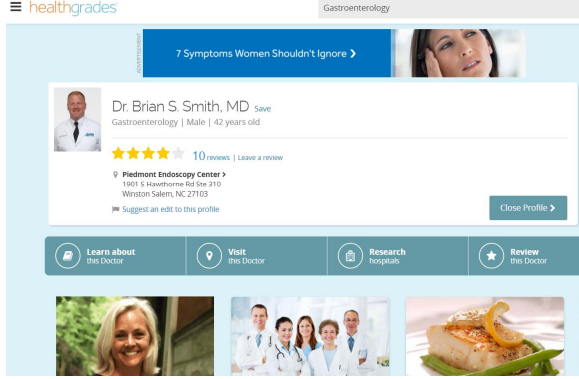 healthgrades
Gastroenterology
ADVERTISEMENT
7 Symptoms Women Shouldn't Ignore ❯
Dr. Brian S. Smith, MD Save
Gastroenterology | Male | 42 years old
10 reviews | Leave a review
Piedmont Endoscopy Center ❯
1901 S Hawthorne Rd Ste 310
Winston Salem, NC 27103
Suggest an edit to this profile
Close Profile ❯
Learn about
this Doctor
Visit
this Doctor
Research
hospitals
Review
this Doctor